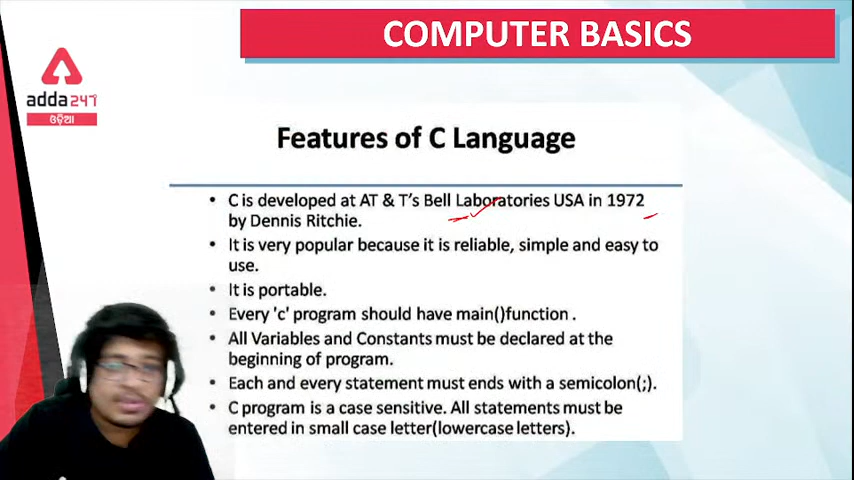 COMPUTER BASICS
adda247
ଓଡ଼ିଆ
Features of C Language
• C is developed at AT & T's Bell Laboratories USA in 1972
by Dennis Ritchie.
• It is very popular because it is reliable, simple and easy to
use.
• It is portable.
• Every 'c' program should have main()function .
• All Variables and Constants must be declared at the
beginning of program.
• Each and every statement must ends with a semicolon(;).
• C program is a case sensitive. All statements must be
entered in small case letter(lowercase letters).